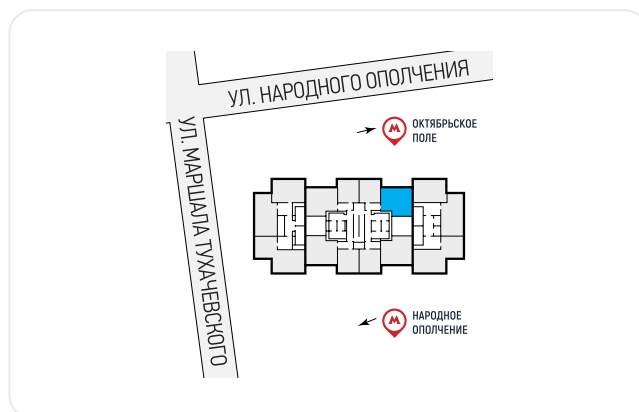 УЛ. НАРОДНОГО ОПОЛЧЕНИЯ
УЛ. МАРШАЛА ТУХАЧЕВСКОГО
ОКТЯБРЬСКОЕ
ПОЛЕ
НАРОДНОЕ
ОПОЛЧЕНИЕ